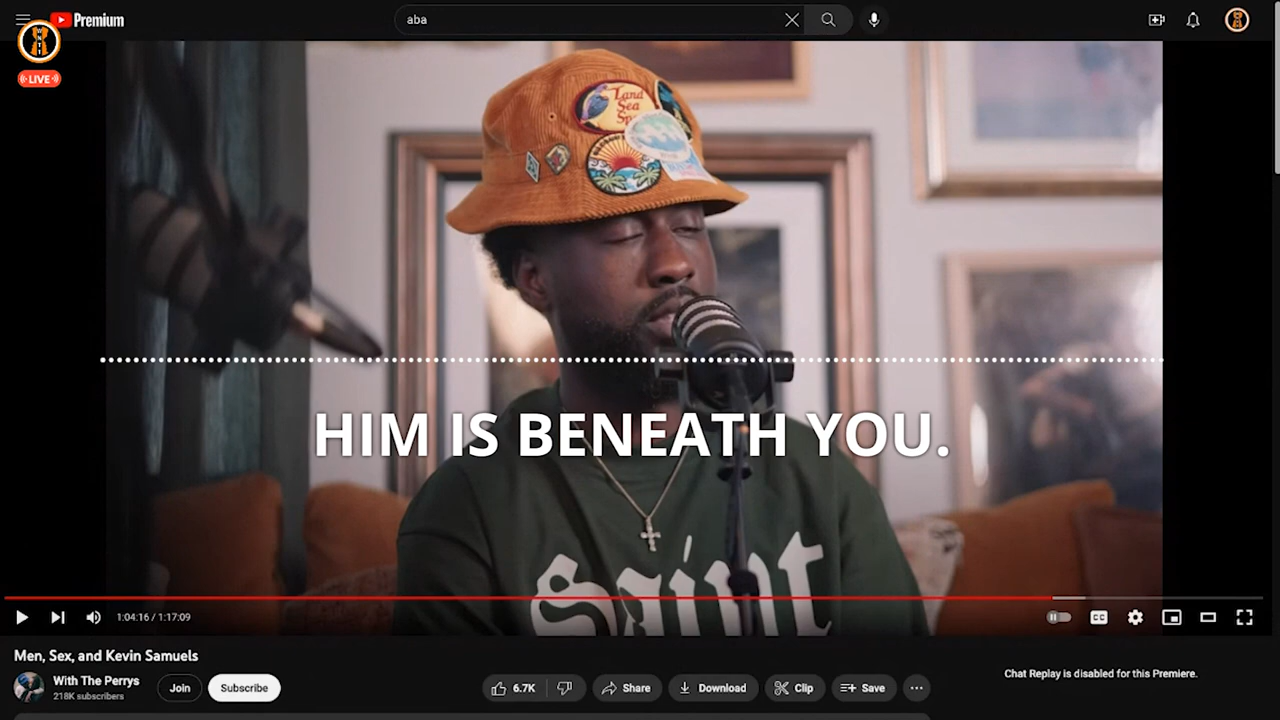 Premium
aba
WNTT
LIVE
Land
Sea
HIM IS BENEATH YOU.
saint
1:04:16 / 1:17:09
CC
Men, Sex, and Kevin Samuels
With The Perrys
218K subscribers
Join
Subscribe
6.7K
Share
Download
Clip
Save
Chat Replay is disabled for this Premiere.